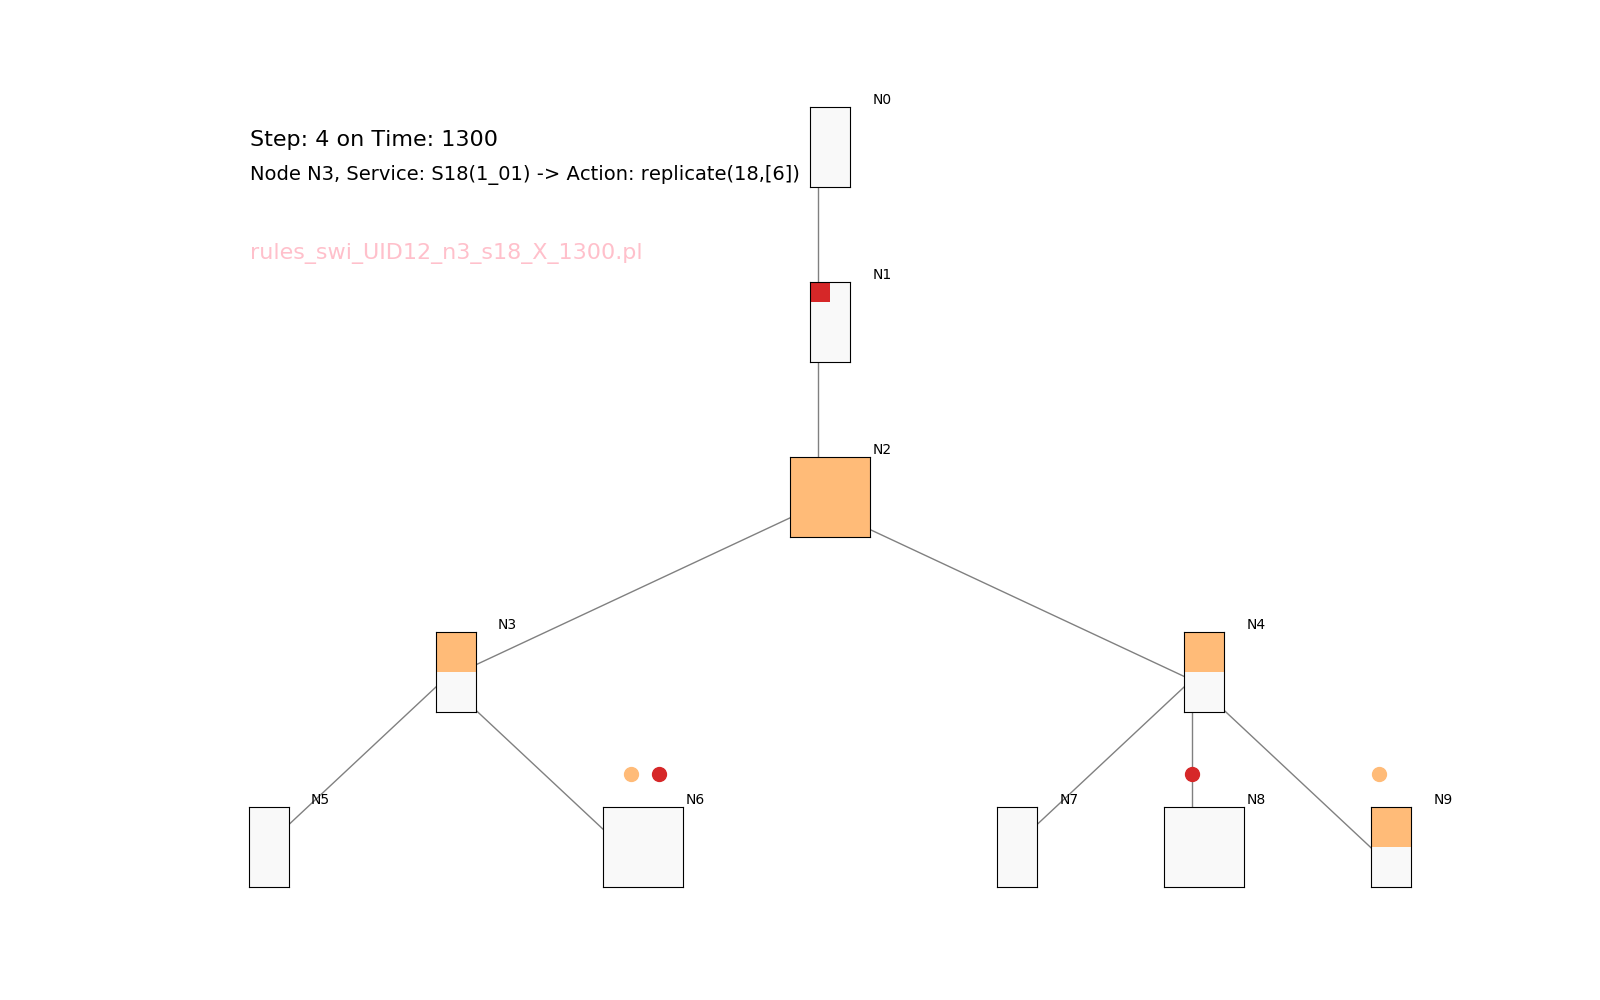 N0
Step: 4 on Time: 1300
Node N3, Service: S18(1_01) -> Action: replicate(18,[6])
rules_swi_UID12_n3_s18_X_1300.pl
N1
N2
N3
N4
N5
N6
N7
N8
N9